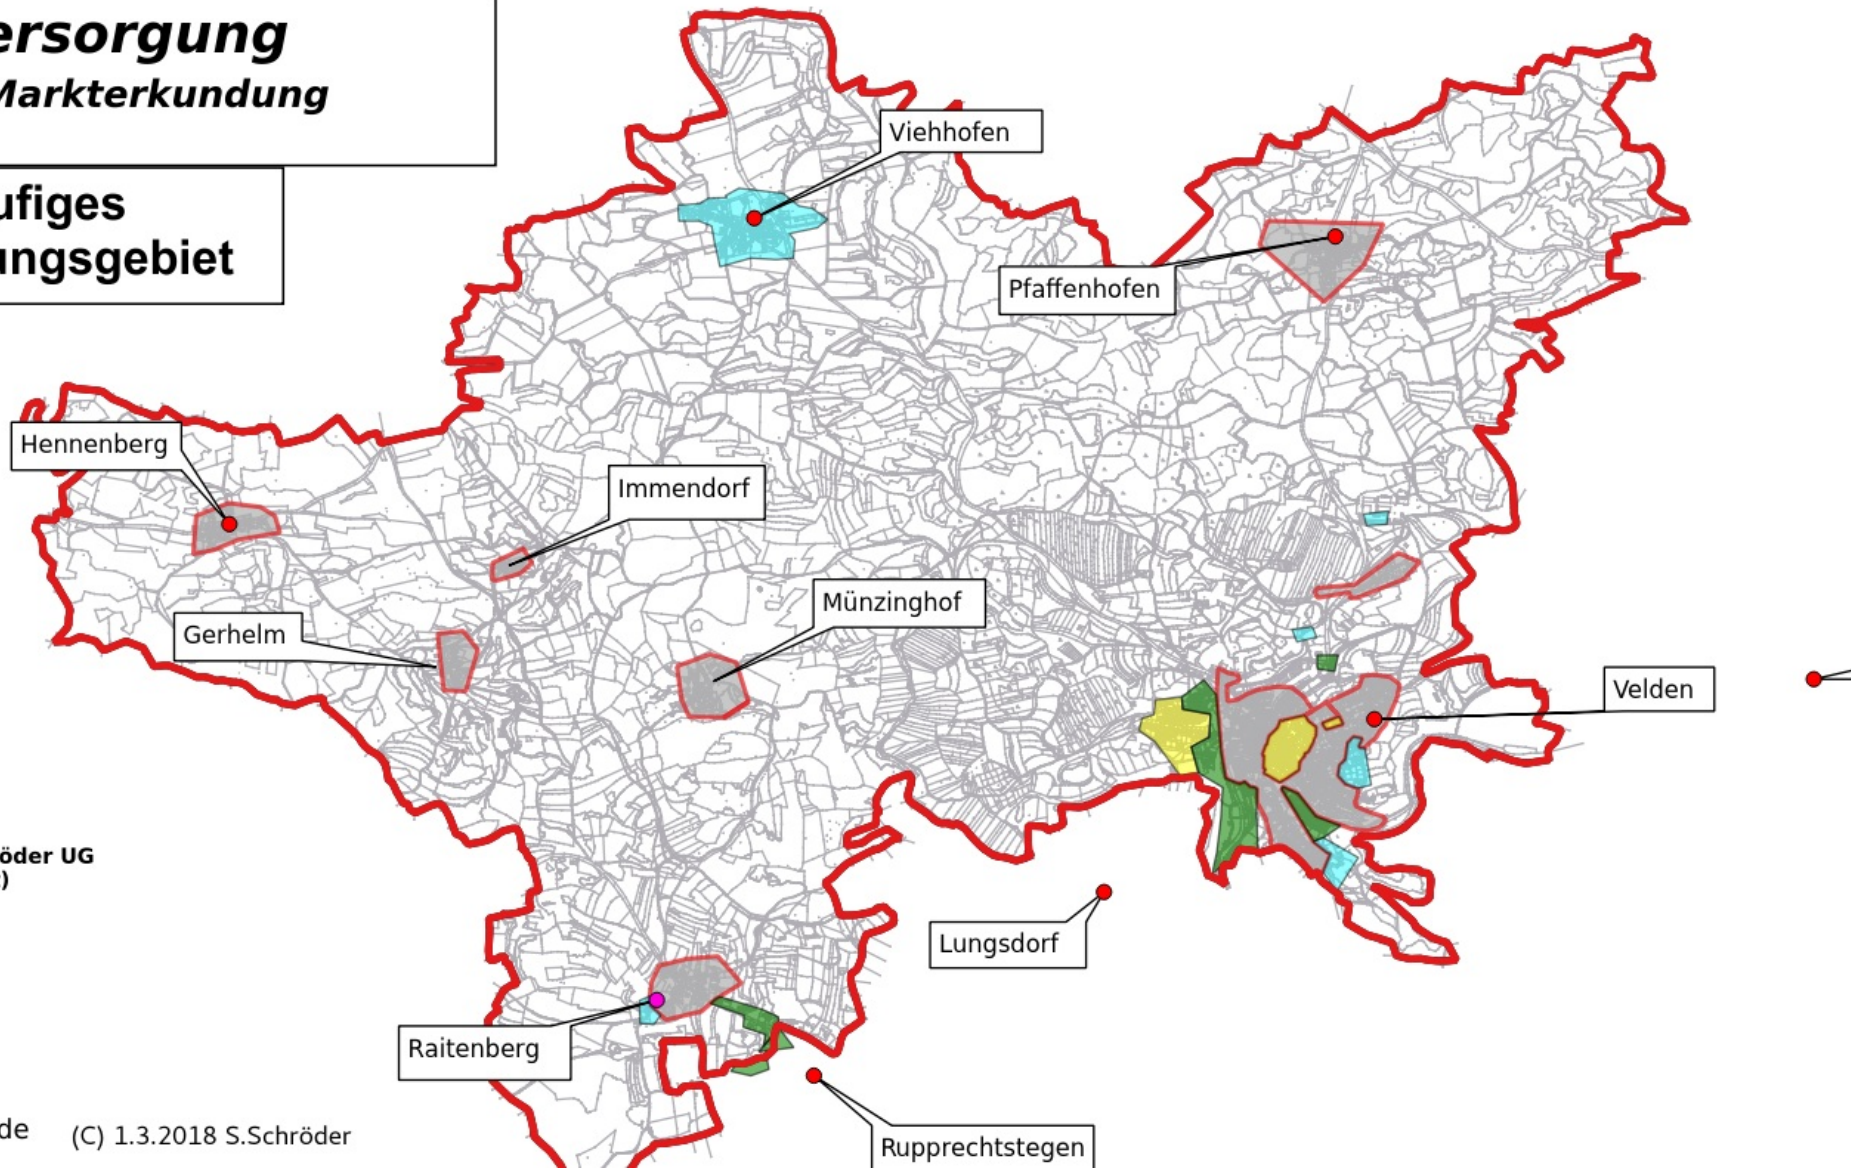 ersorgung
Markterkundung
ufiges
ungsgebiet
Viehhofen
Pfaffenhofen
Hennenberg
Immendorf
Münzinghof
Gerhelm
Velden
öder UG
)
Lungsdorf
Raitenberg
Rupprechtstegen
de (C) 1.3.2018 S.Schröder